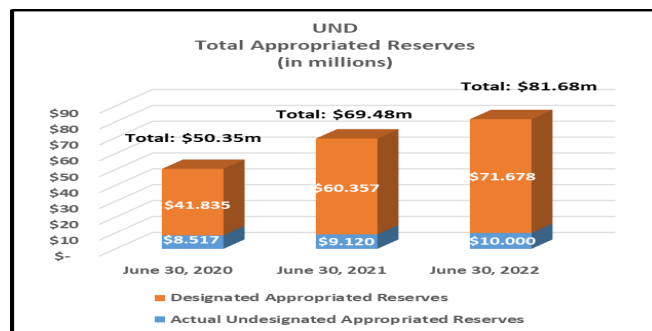 UND
Total Appropriated Reserves
(in millions)
Total: $81.68m
Total: $69.48m
Total: $50.35m
$90
$80
$70
$60
$50
$40
$30
$20
$10
$-
$41.835
$60.357
$71.678
$8.517
$9.120
$10.000
June 30, 2020
June 30, 2021
June 30, 2022
Designated Appropriated Reserves
Actual Undesignated Appropriated Reserves